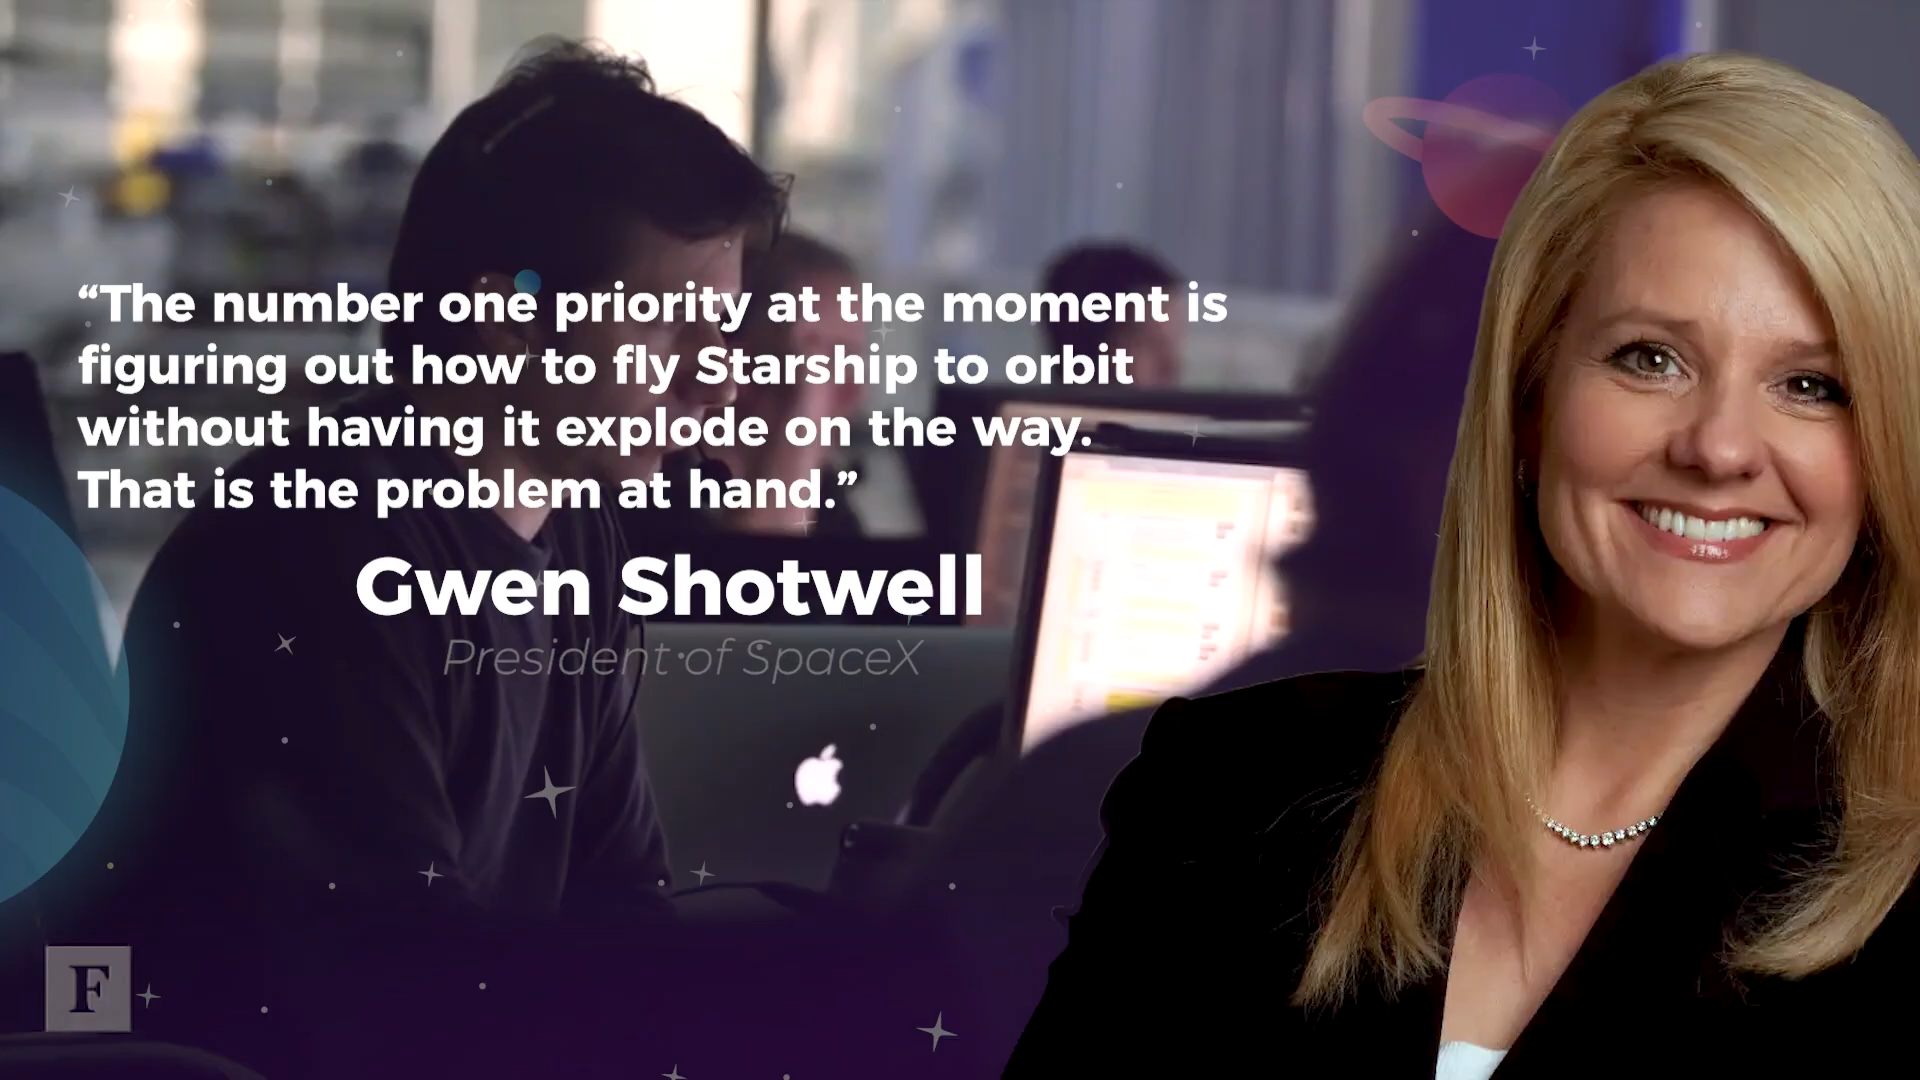 “The number one priority at the moment is
figuring out how to fly Starship to orbit
without having it explode on the way.
That is the problem at hand.”
Gwen Shotwell
President of SpaceX
F